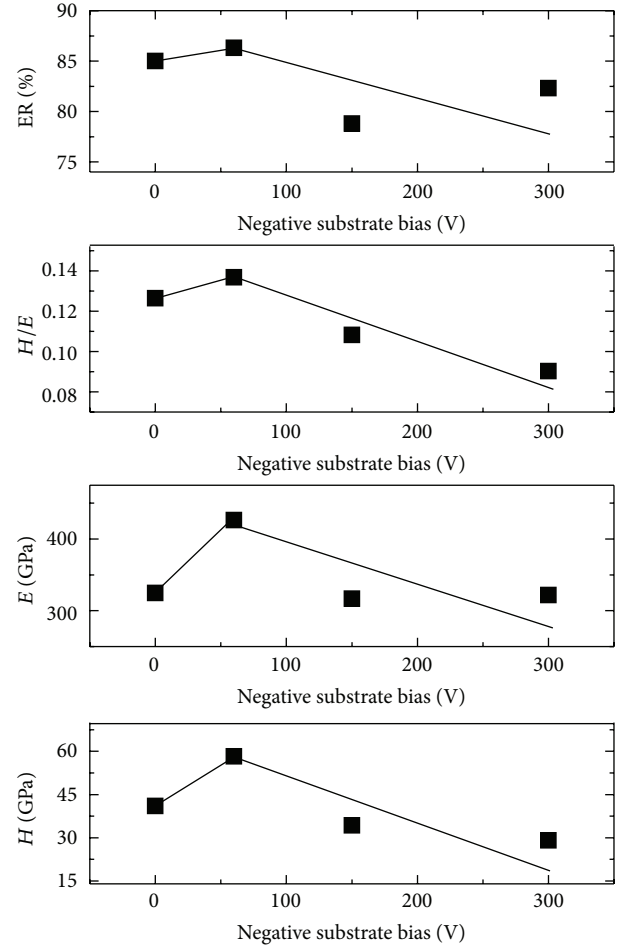 90
85
80
75
ER (%)
0 100 200 300
Negative substrate bias (V)
0.14
0.12
0.10
0.08
H/E
0 100 200 300
Negative substrate bias (V)
400
300
E (GPa)
0 100 200 300
Negative substrate bias (V)
60
45
30
15
H (GPa)
0 100 200 300
Negative substrate bias (V)